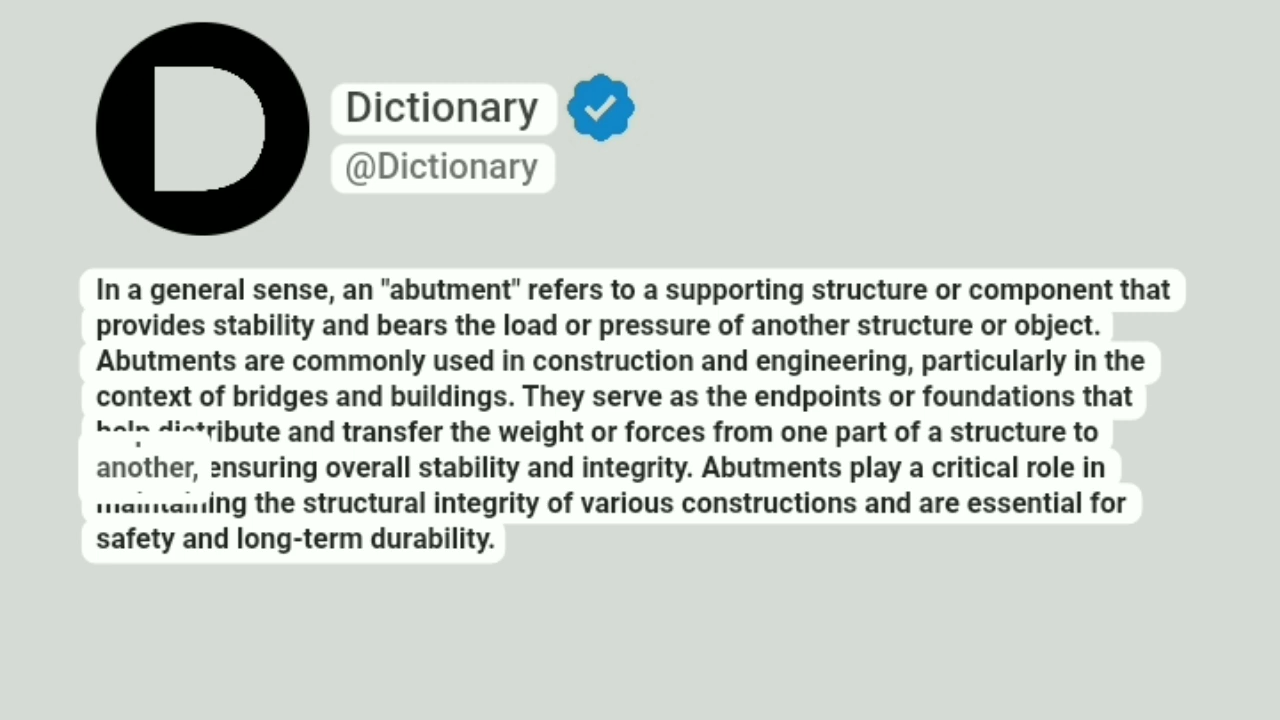 Dictionary
@Dictionary
In a general sense, an "abutment" refers to a supporting structure or component that
provides stability and bears the load or pressure of another structure or object.
Abutments are commonly used in construction and engineering, particularly in the
context of bridges and buildings. They serve as the endpoints or foundations that
help distribute and transfer the weight or forces from one part of a structure to
another, ensuring overall stability and integrity. Abutments play a critical role in
maintaining the structural integrity of various constructions and are essential for
safety and long-term durability.